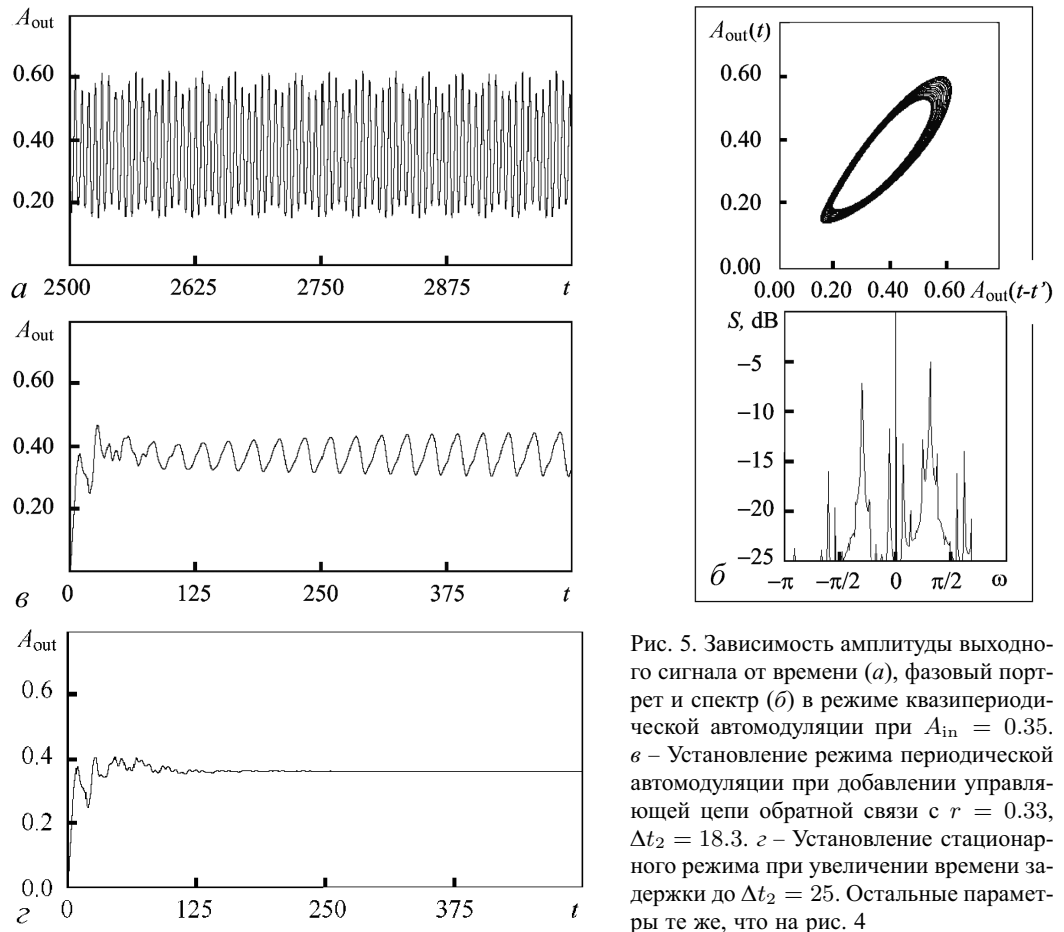 A_out
0.60
0.40
0.20
а 2500 2625 2750 2875 t
A_out
0.60
0.40
0.20
в 0 125 250 375 t
A_out
0.6
0.4
0.2
0.0
г 0 125 250 375 t
A_out(t)
0.60
0.40
0.20
0.00
0.00 0.20 0.40 0.60 A_out(t-t’)
S, dB
−5
−10
−15
−20
−25
б −π −π/2 0 π/2 ω
Рис. 5. Зависимость амплитуды выходно-
го сигнала от времени (а), фазовый порт-
рет и спектр (б) в режиме квазипериоди-
ческой автомодуляции при A_in = 0.35.
в – Установление режима периодической
автомодуляции при добавлении управля-
ющей цепи обратной связи с r = 0.33,
Δt₂ = 18.3. г – Установление стационар-
ного режима при увеличении времени за-
держки до Δt₂ = 25. Остальные парамет-
ры те же, что на рис. 4